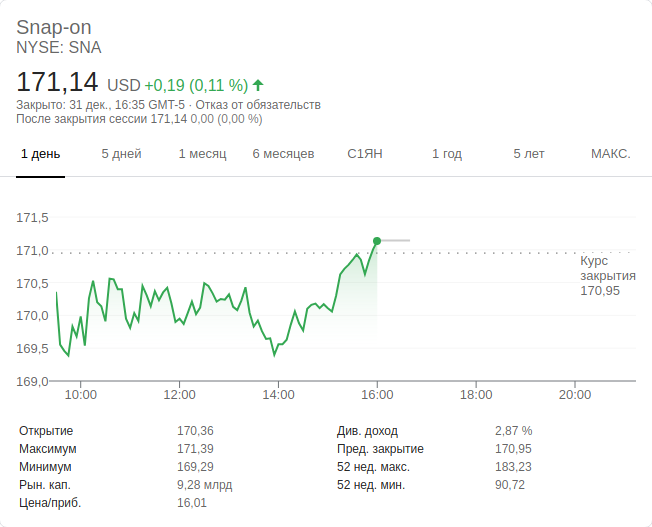 Snap-on
NYSE: SNA
171,14 USD +0,19 (0,11 %)
Закрыто: 31 дек., 16:35 GMT-5 · Отказ от обязательств
После закрытия сессии 171,14 0,00 (0,00 %)
1 день 5 дней 1 месяц 6 месяцев С1ЯН 1 год 5 лет МАКС.
171,5
171,0
Курс
закрытия
170,95
170,5
170,0
169,5
169,0
10:00 12:00 14:00 16:00 18:00 20:00
Открытие 170,36 Див. доход 2,87 %
Максимум 171,39 Пред. закрытие 170,95
Минимум 169,29 52 нед. макс. 183,23
Рын. кап. 9,28 млрд 52 нед. мин. 90,72
Цена/приб. 16,01